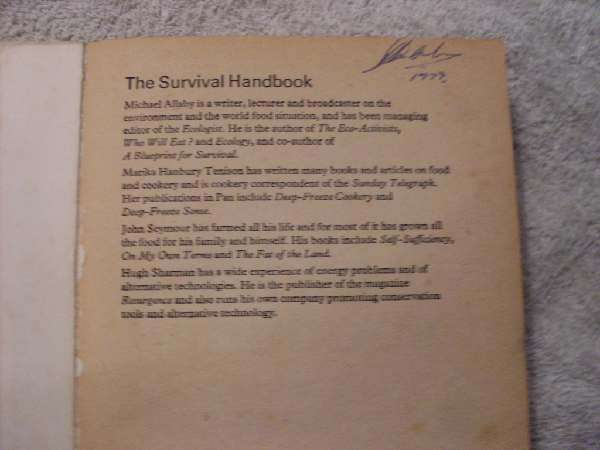 1979.
The Survival Handbook
Michael Allaby is a writer, lecturer and broadcaster on the
environment and the world food situation, and has been managing
editor of the Ecologist. He is the author of The Eco-Activists,
Who Will Eat? and Ecology, and co-author of
A Blueprint for Survival.
Marika Hanbury Tenison has written many books and articles on food
and cookery and is cookery correspondent of the Sunday Telegraph.
Her publications in Pan include Deep-Freeze Cookery and
Deep-Freeze Sense.
John Seymour has farmed all his life and for most of it has grown all
the food for his family and himself. His books include Self-Sufficiency,
On My Own Terms and The Fat of the Land.
Hugh Sharman has a wide experience of energy problems and of
alternative technologies. He is the publisher of the magazine
Resurgence and also runs his own company promoting conservation
tools and alternative technology.